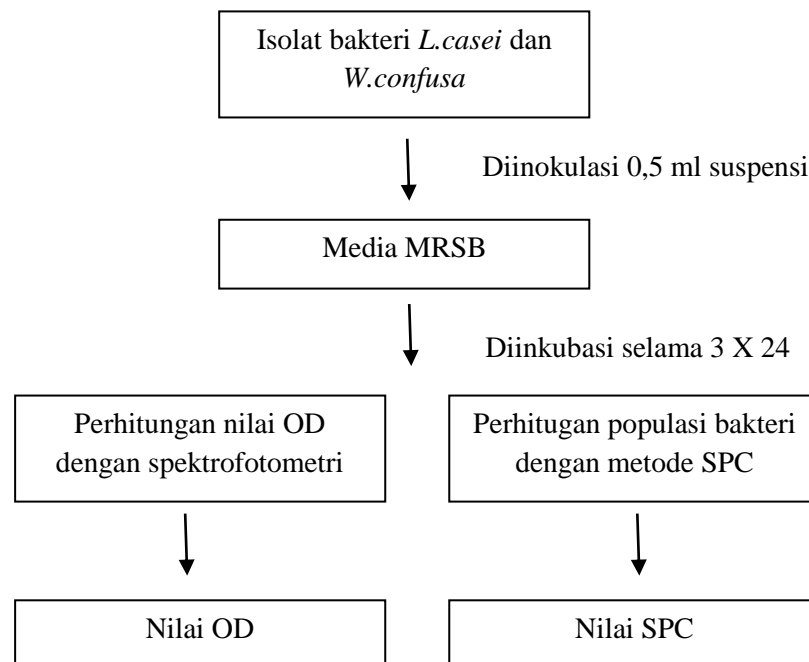 Isolat bakteri L.casei dan
W.confusa
Diinokulasi 0,5 ml suspensi
Media MRSB
Diinkubasi selama 3 X 24
Perhitungan nilai OD
dengan spektrofotometri
Perhitugan populasi bakteri
dengan metode SPC
Nilai OD
Nilai SPC